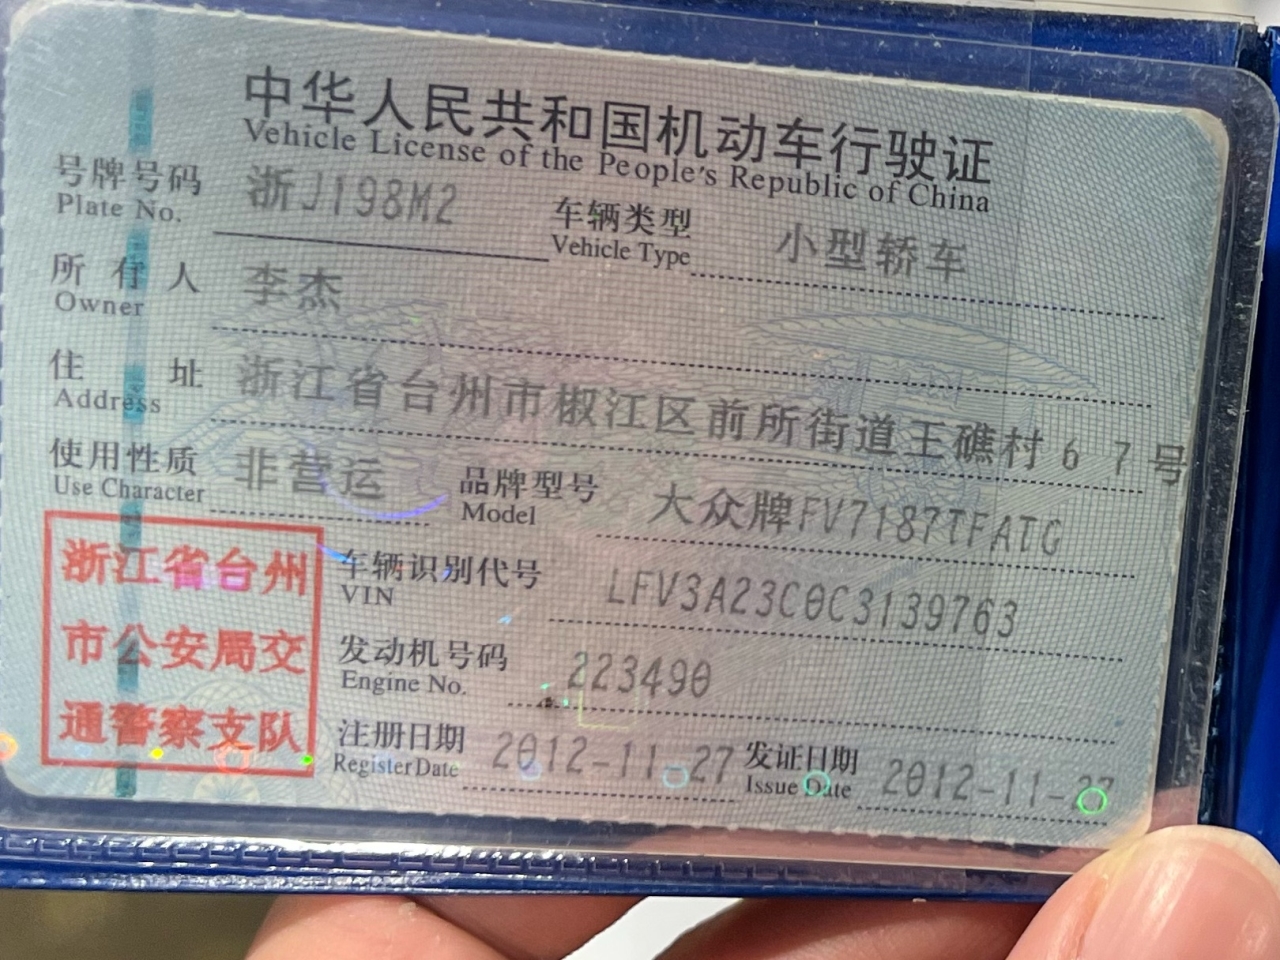 中华人民共和国机动车行驶证
Vehicle License of the People's Republic of China
号牌号码 浙J198M2 车辆类型 小型轿车
Plate No. Vehicle Type
所有人 李杰
Owner
住址 浙江省台州市椒江区前所街道王礁村67号
Address
使用性质 非营运 品牌型号 大众牌FV7187TFATG
Use Character Model
浙江省台州
市公安局交
通警察支队
车辆识别代号 LFV3A23C0C3139763
VIN
发动机号码 223490
Engine No.
注册日期 2012-11-27 发证日期 2012-11-27
Register Date Issue Date